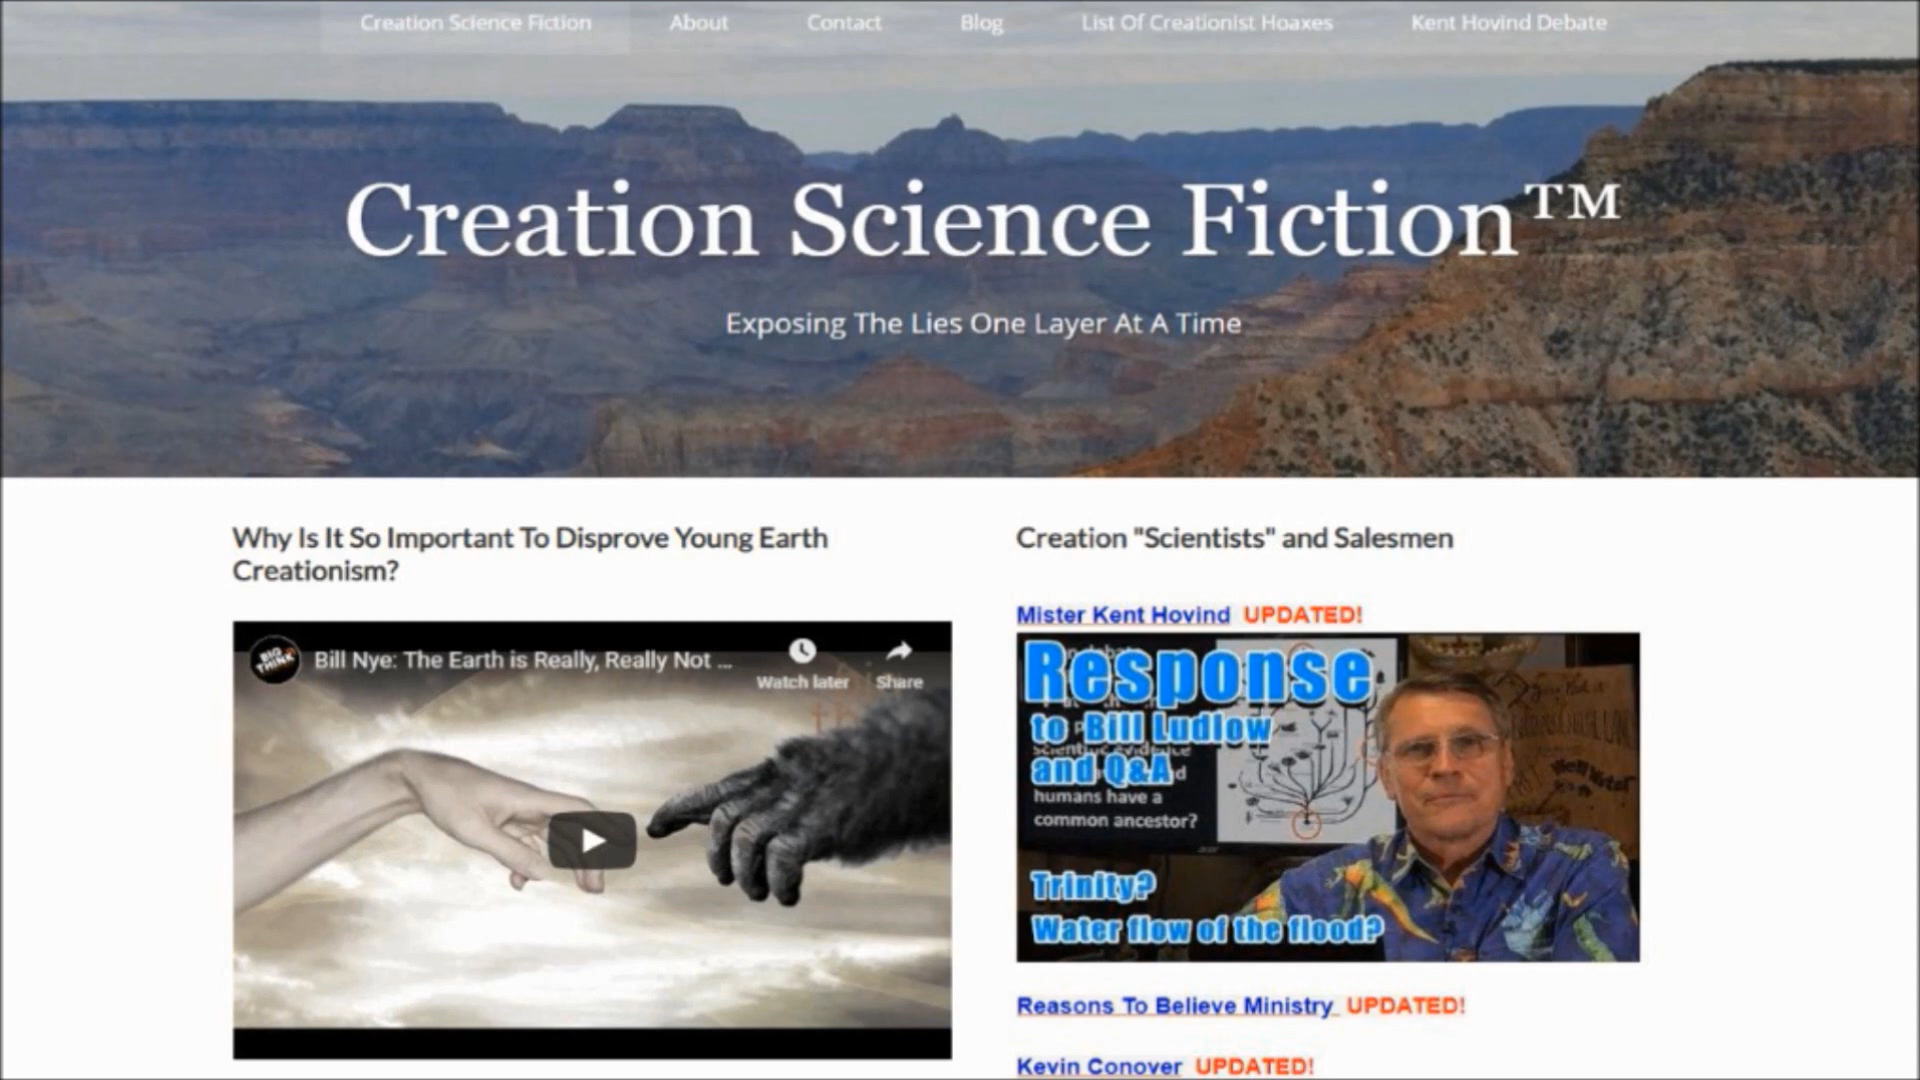 Creation Science Fiction About Contact Blog List Of Creationist Hoaxes Kent Hovind Debate
Creation Science Fiction™
Exposing The Lies One Layer At A Time
Why Is It So Important To Disprove Young Earth
Creationism?
BIG
THINK
Bill Nye: The Earth is Really, Really Not ...
Watch later Share
Creation "Scientists" and Salesmen
Mister Kent Hovind UPDATED!
Response
to Bill Ludlow
and Q&A
humans have a
common ancestor?
Trinity?
Water flow of the flood?
Reasons To Believe Ministry UPDATED!
Kevin Conover UPDATED!